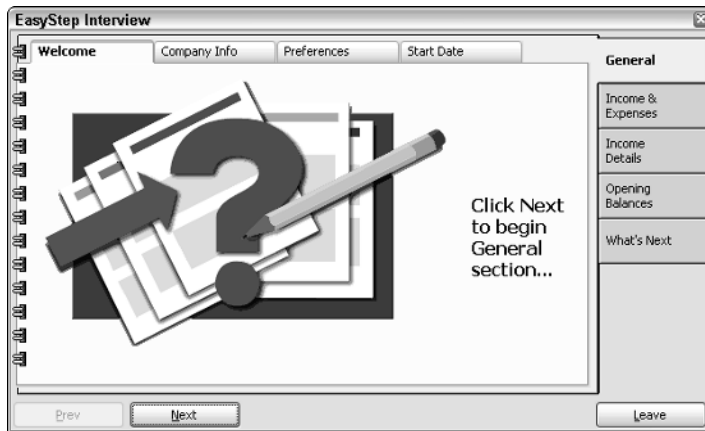 EasyStep Interview
Welcome
Company Info
Preferences
Start Date
General
Income &
Expenses
Income
Details
Opening
Balances
What's Next
Click Next
to begin
General
section...
Prev
Next
Leave